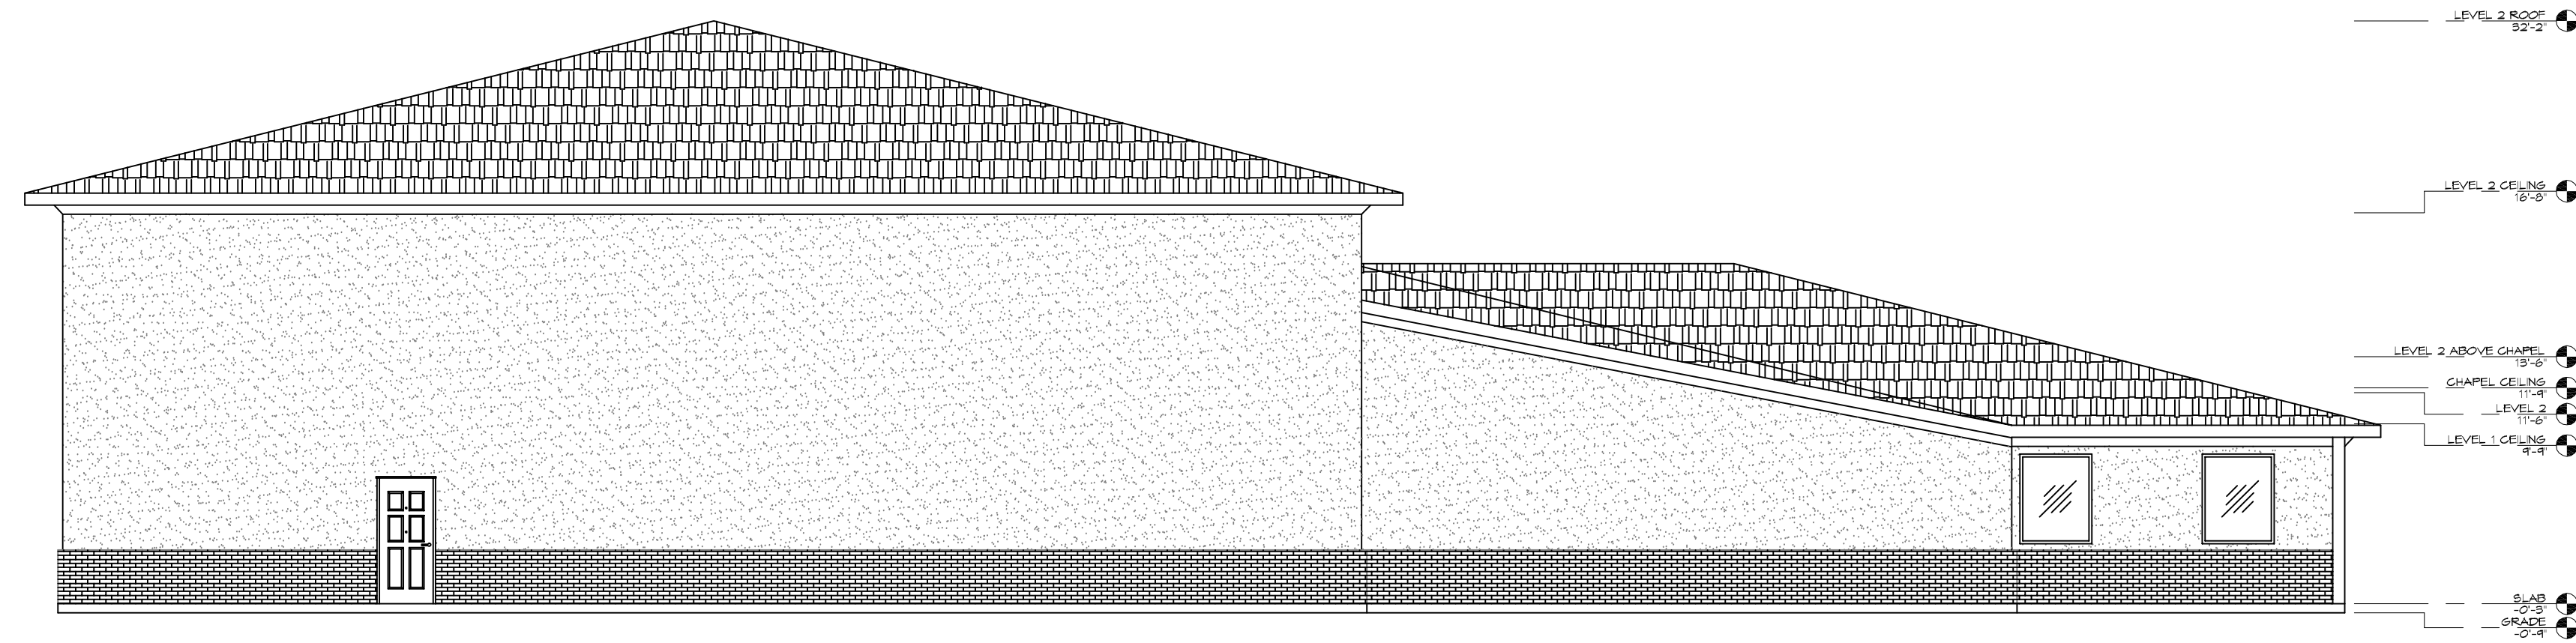 LEVEL 2 ROOF
32'-2"
LEVEL 2 CEILING
16'-8"
LEVEL 2 ABOVE CHAPEL
13'-6"
CHAPEL CEILING
11'-9"
LEVEL 2
11'-6"
LEVEL 1 CEILING
9'-9"
SLAB
-0'-3"
GRADE
-0'-9"